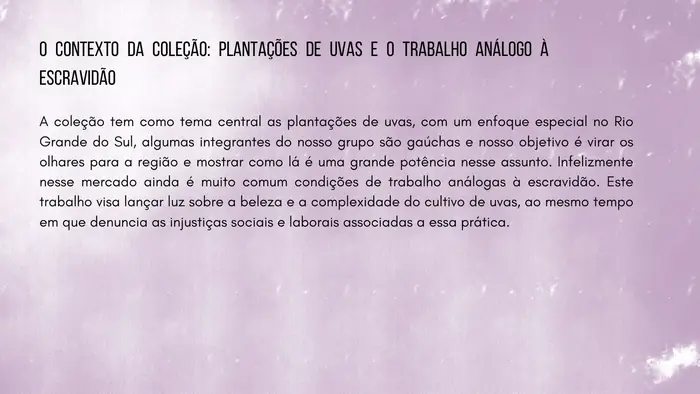 O CONTEXTO DA COLEÇÃO: PLANTAÇÕES DE UVAS E O TRABALHO ANÁLOGO À
ESCRAVIDÃO
A coleção tem como tema central as plantações de uvas, com um enfoque especial no Rio
Grande do Sul, algumas integrantes do nosso grupo são gaúchas e nosso objetivo é virar os
olhares para a região e mostrar como lá é uma grande potência nesse assunto. Infelizmente
nesse mercado ainda é muito comum condições de trabalho análogas à escravidão. Este
trabalho visa lançar luz sobre a beleza e a complexidade do cultivo de uvas, ao mesmo tempo
em que denuncia as injustiças sociais e laborais associadas a essa prática.